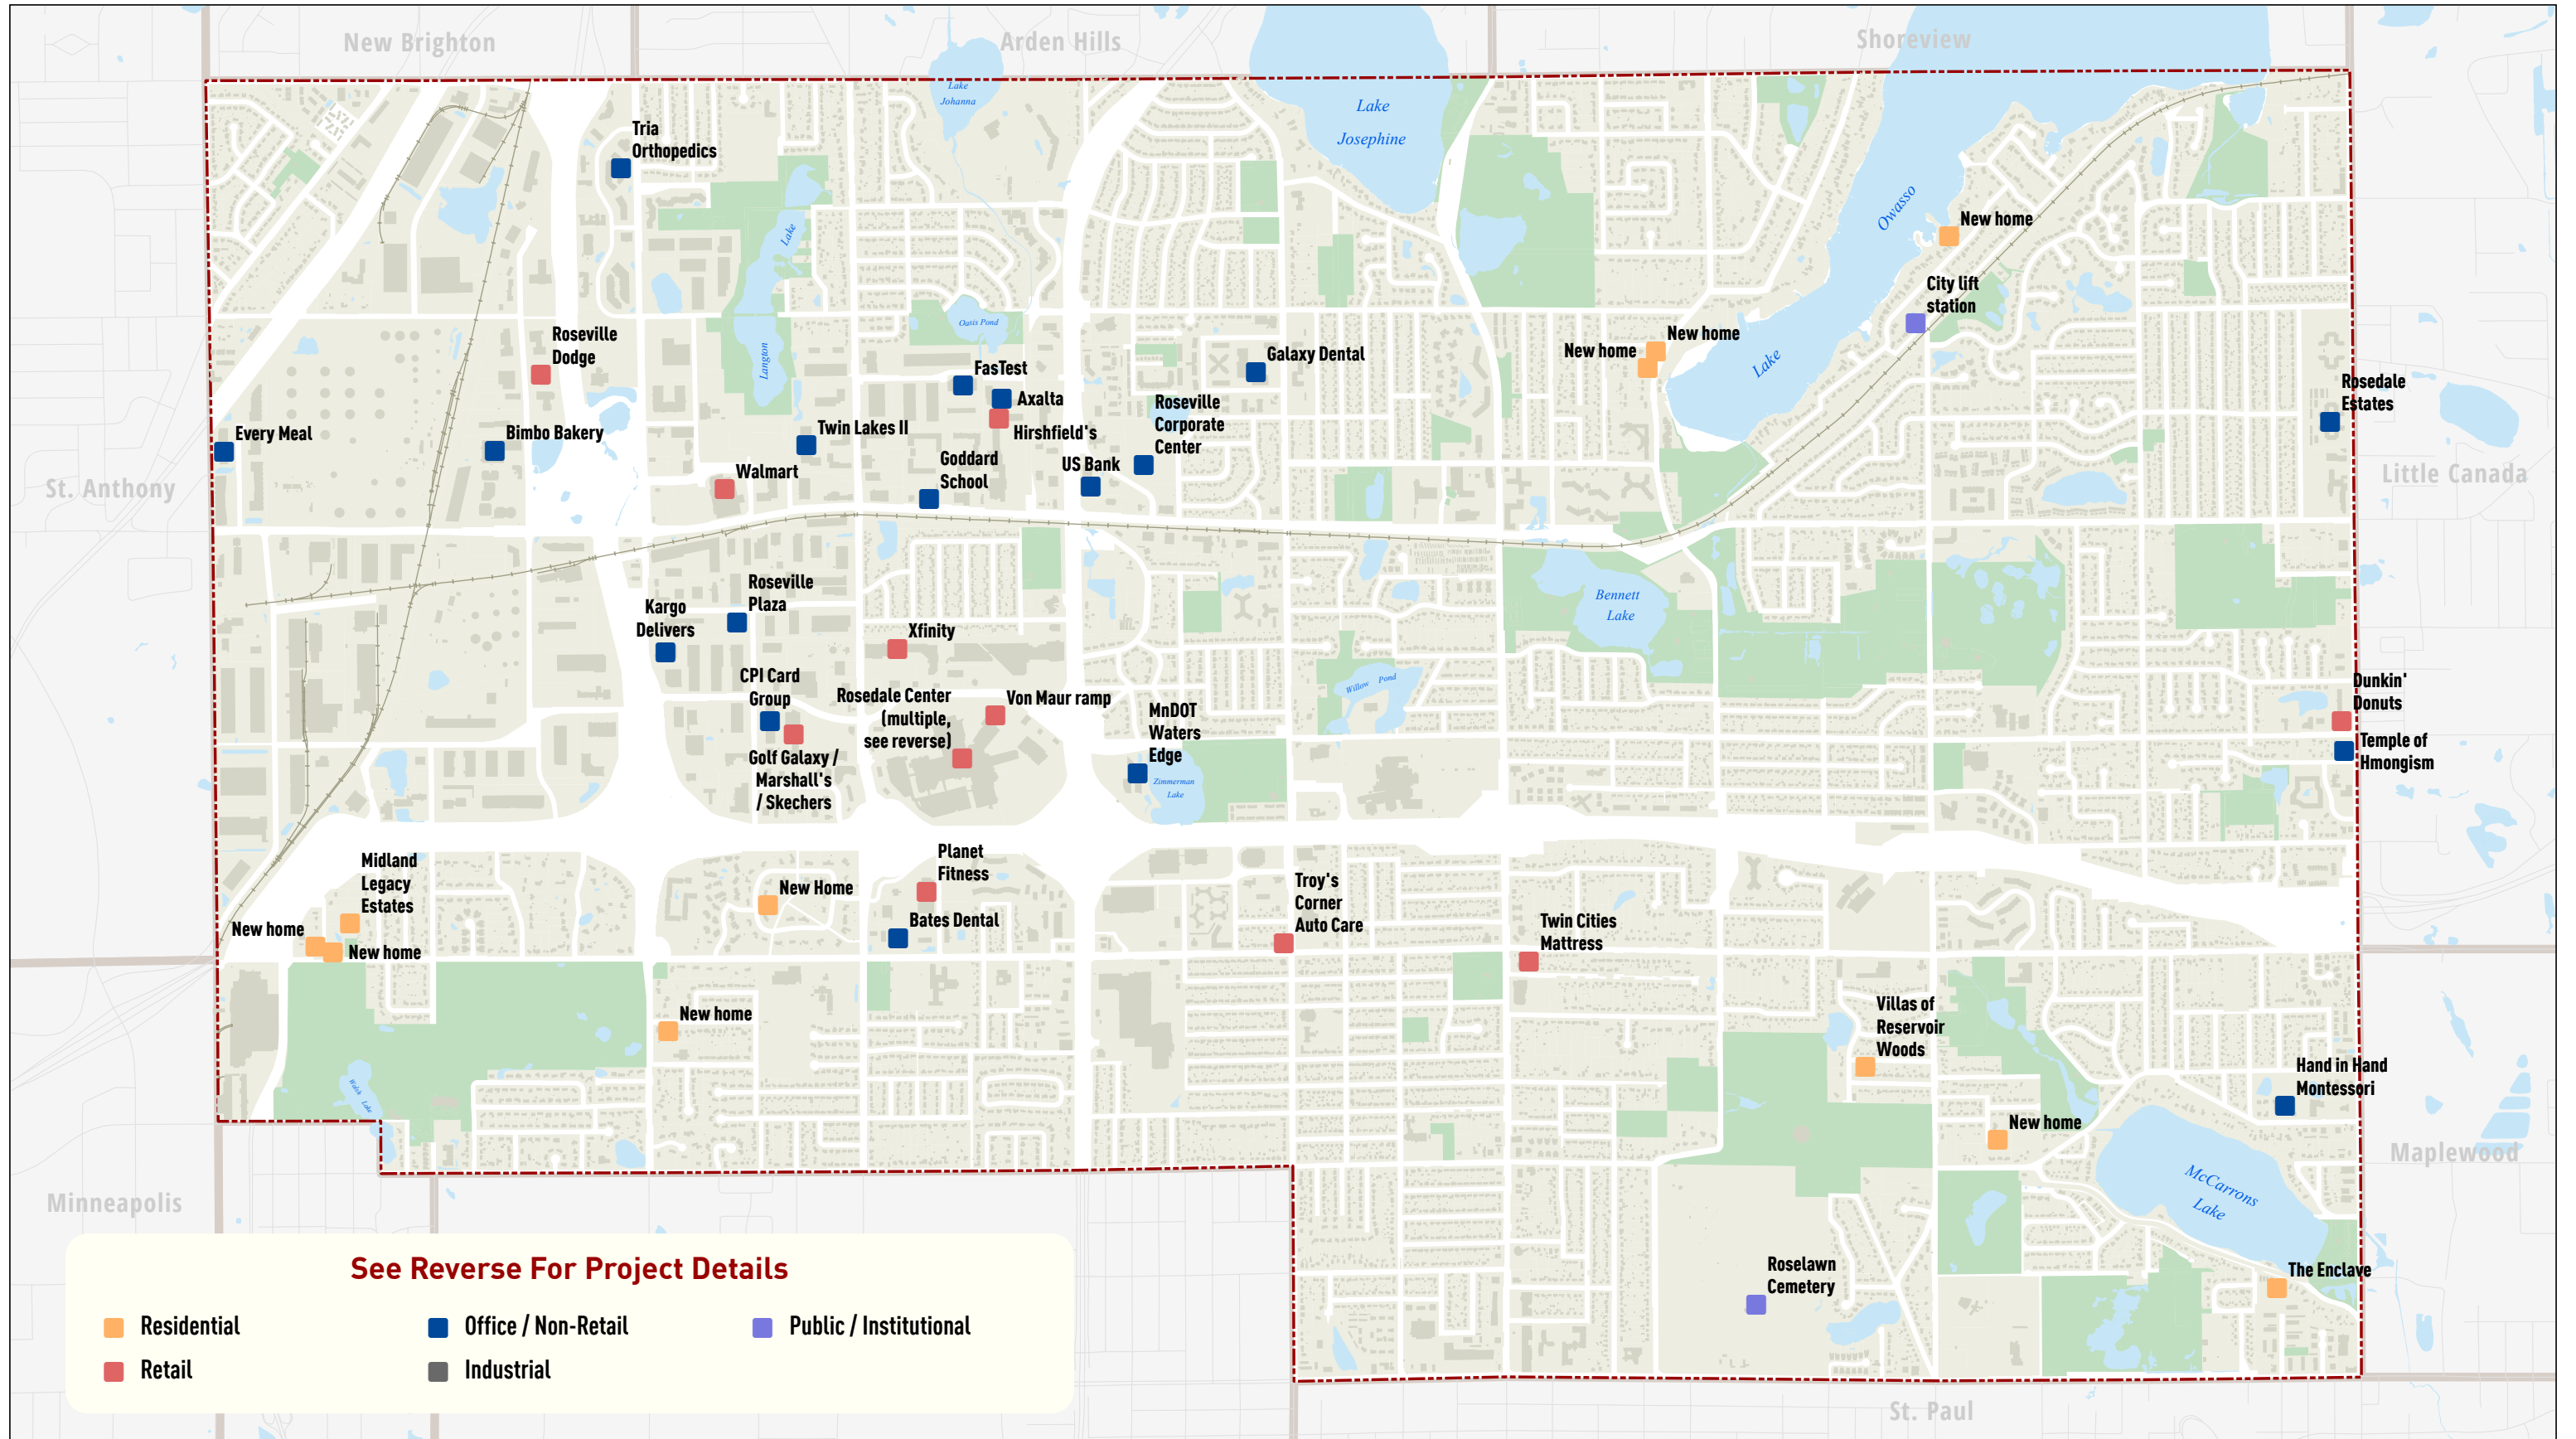 New Brighton
Arden Hills
Shoreview
Lake
Johanna
Lake
Josephine
Tria
Orthopedics
Owasso
New home
Lake
City lift
station
Oasis Pond
Roseville
Dodge
New home
New home
Lake
Langton
FasTest
Galaxy Dental
Axalta
Rosedale
Estates
Roseville
Corporate
Center
Every Meal
Bimbo Bakery
Twin Lakes II
Hirshfield's
Walmart
Goddard
School
US Bank
St. Anthony
Little Canada
Roseville
Plaza
Kargo
Delivers
Bennett
Lake
Xfinity
CPI Card
Group
Rosedale Center
(multiple,
see reverse)
Von Maur ramp
Willow Pond
Dunkin'
Donuts
MnDOT
Waters
Edge
Golf Galaxy /
Marshall's
/ Skechers
Zimmerman
Lake
Temple of
Hmongism
Midland
Legacy
Estates
New Home
Planet
Fitness
Bates Dental
Troy's
Corner
Auto Care
Twin Cities
Mattress
New home
New home
New home
Villas of
Reservoir
Woods
Walsh Lake
Hand in Hand
Montessori
New home
Maplewood
McCarrons
Lake
Minneapolis
Roselawn
Cemetery
The Enclave
See Reverse For Project Details
Residential
Office / Non-Retail
Public / Institutional
Retail
Industrial
St. Paul